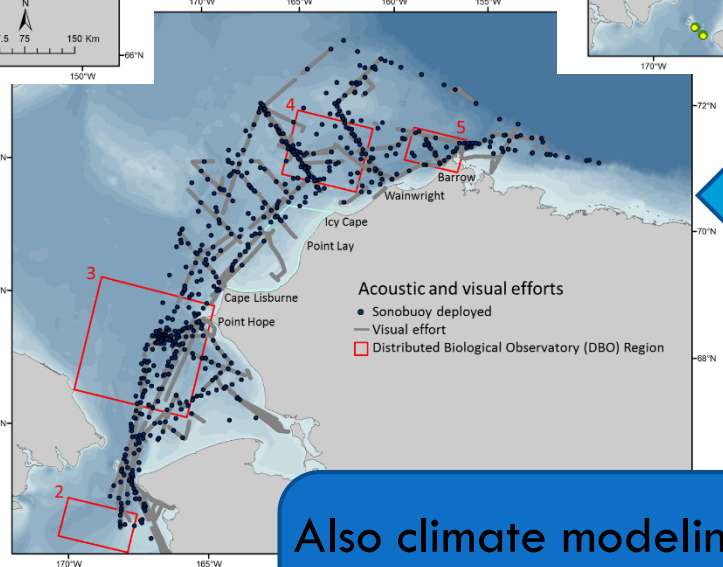 N
7.5 75 150 Km
66°N
150°W
170°W
170°W 165°W 160°W 155°W
72°N
4
5
Barrow
Wainwright
Icy Cape
70°N
Point Lay
3
Acoustic and visual efforts
Cape Lisburne
Sonobuoy deployed
Point Hope
Visual effort
Distributed Biological Observatory (DBO) Region
68°N
2
Also climate modelin
170°W 165°W